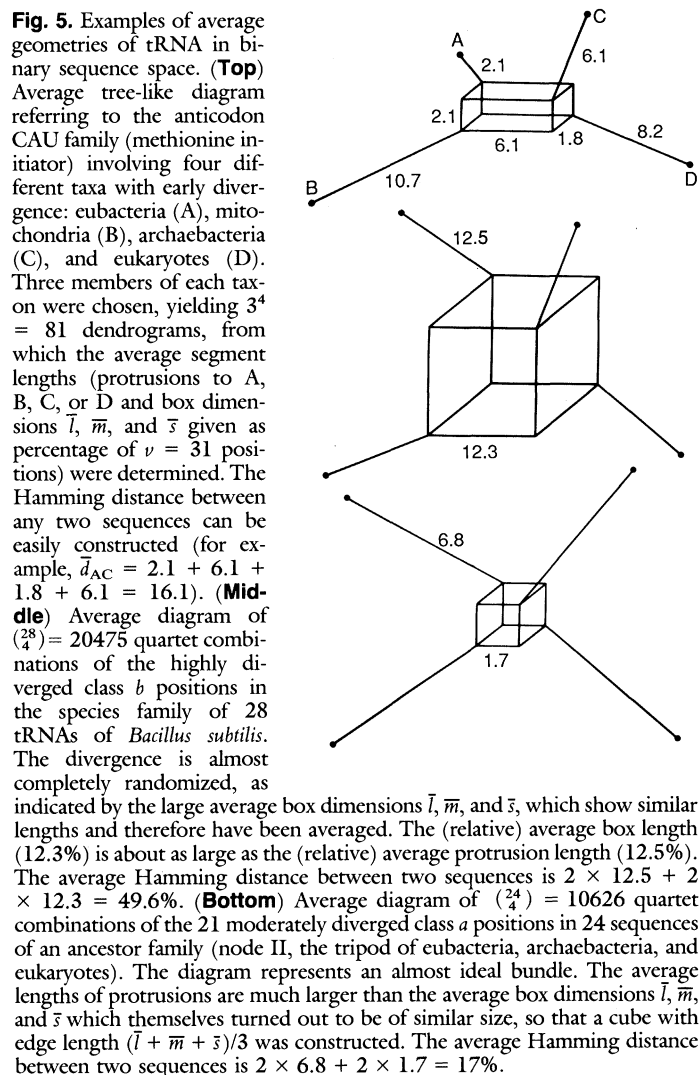 Fig. 5. Examples of average
geometries of tRNA in bi-
nary sequence space. (Top)
Average tree-like diagram
referring to the anticodon
CAU family (methionine in-
itiator) involving four dif-
ferent taxa with early diver-
gence: eubacteria (A), mito-
chondria (B), archaebacteria
(C), and eukaryotes (D).
Three members of each tax-
on were chosen, yielding 3⁴
= 81 dendrograms, from
which the average segment
lengths (protrusions to A,
B, C, or D and box dimen-
sions l̄, m̄, and s̄ given as
percentage of ν = 31 posi-
tions) were determined. The
Hamming distance between
any two sequences can be
easily constructed (for ex-
ample, d̄AC = 2.1 + 6.1 +
1.8 + 6.1 = 16.1). (Mid-
dle) Average diagram of
(28 4) = 20475 quartet combi-
nations of the highly di-
verged class b positions in
the species family of 28
tRNAs of Bacillus subtilis.
The divergence is almost
completely randomized, as
indicated by the large average box dimensions l̄, m̄, and s̄, which show similar
lengths and therefore have been averaged. The (relative) average box length
(12.3%) is about as large as the (relative) average protrusion length (12.5%).
The average Hamming distance between two sequences is 2 × 12.5 + 2
× 12.3 = 49.6%. (Bottom) Average diagram of (24 4) = 10626 quartet
combinations of the 21 moderately diverged class a positions in 24 sequences
of an ancestor family (node II, the tripod of eubacteria, archaebacteria, and
eukaryotes). The diagram represents an almost ideal bundle. The average
lengths of protrusions are much larger than the average box dimensions l̄, m̄,
and s̄ which themselves turned out to be of similar size, so that a cube with
edge length (l̄ + m̄ + s̄)/3 was constructed. The average Hamming distance
between two sequences is 2 × 6.8 + 2 × 1.7 = 17%.
C
A
2.1
6.1
2.1
6.1
1.8
8.2
D
B
10.7
12.5
12.3
6.8
1.7